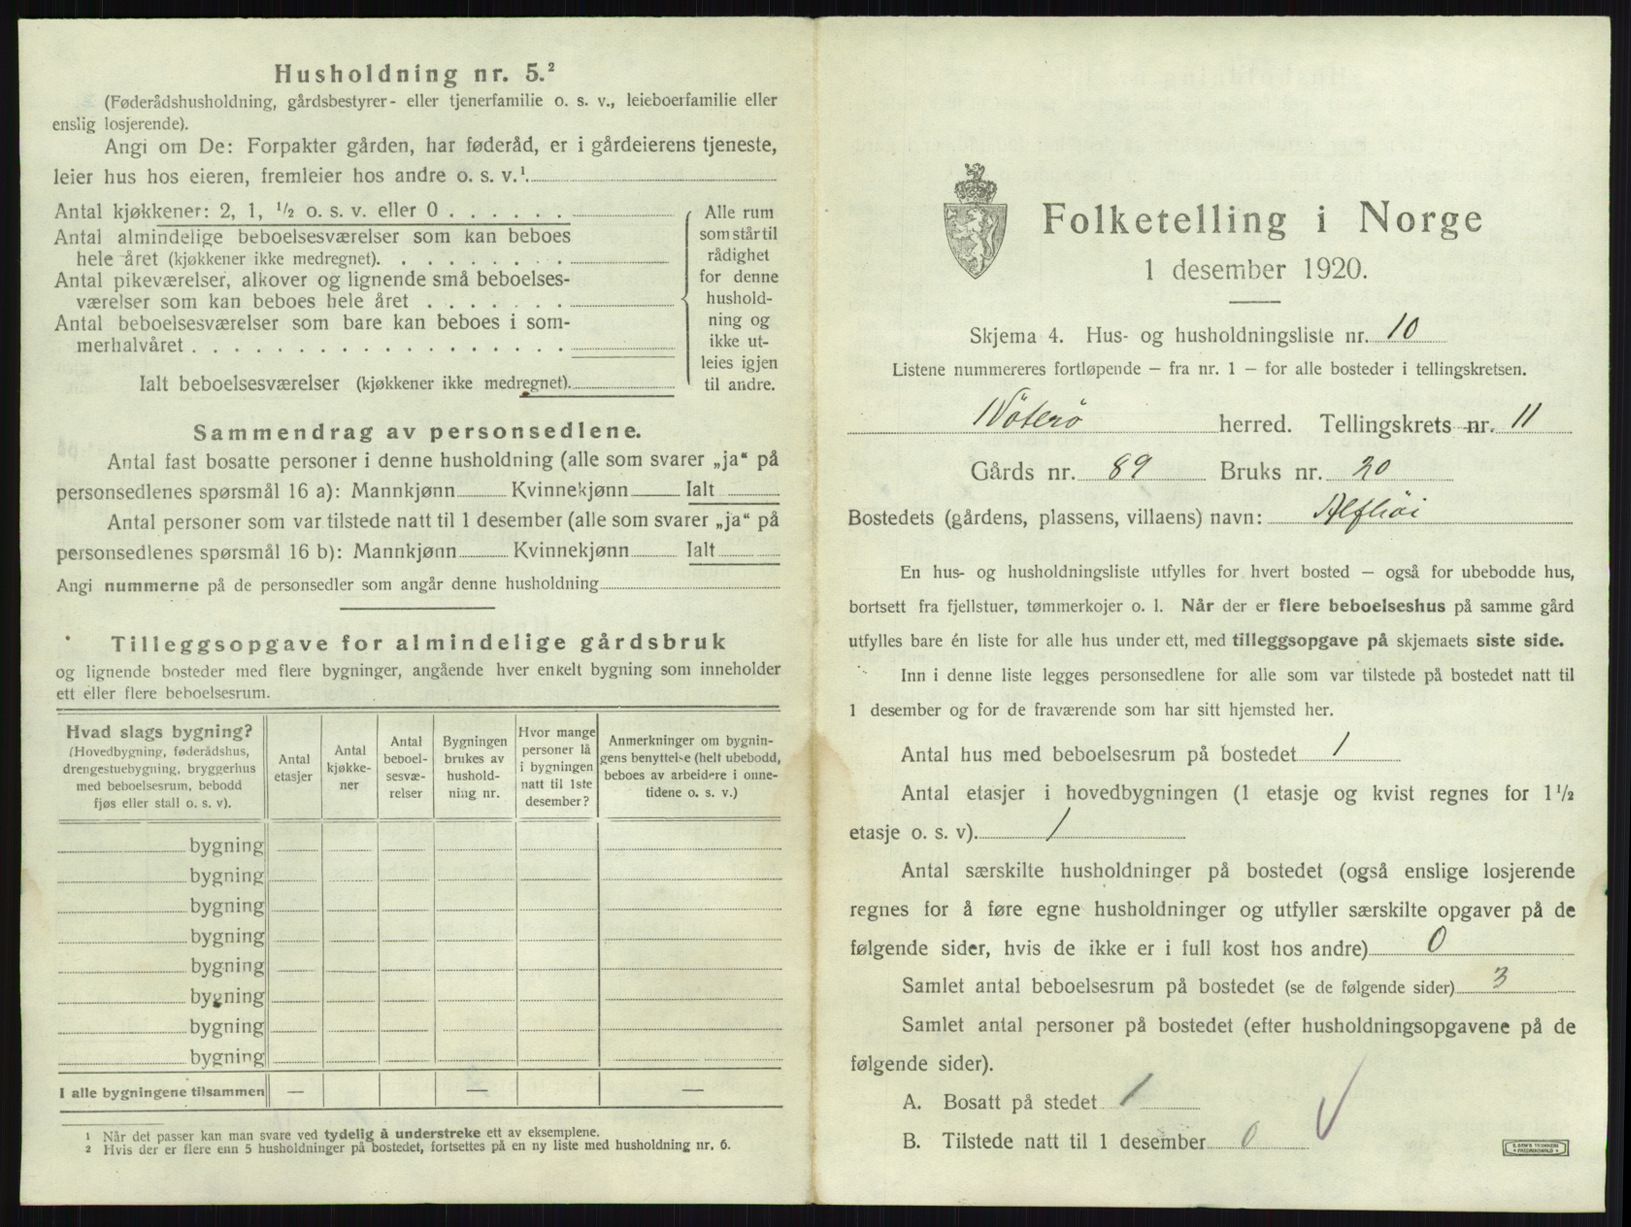 Husholdning nr. 5.²
(Føderådshusholdning, gårdsbestyrer- eller tjenerfamilie o. s. v., leieboerfamilie eller
enslig losjerende).
Angi om De: Forpakter gården, har føderåd, er i gårdeierens tjeneste,
leier hus hos eieren, fremleier hos andre o. s. v.¹
Antal kjøkkener: 2, 1, ½ o. s. v. eller 0
Antal almindelige beboelsesværelser som kan beboes
hele året (kjøkkener ikke medregnet).
Antal pikeværelser, alkover og lignende små beboelses-
værelser som kan beboes hele året
Antal beboelsesværelser som bare kan beboes i som-
merhalvåret
Ialt beboelsesværelser (kjøkkener ikke medregnet).
Alle rum
som står til
rådighet
for denne
hushold-
ning og
ikke ut-
leies igjen
til andre.
Sammendrag av personsedlene.
Antal fast bosatte personer i denne husholdning (alle som svarer „ja“ på
personsedlenes spørsmål 16 a): Mannkjønn Kvinnekjønn Ialt
Antal personer som var tilstede natt til 1 desember (alle som svarer „ja“ på
personsedlenes spørsmål 16 b): Mannkjønn Kvinnekjønn Ialt
Angi nummerne på de personsedler som angår denne husholdning
Tilleggsopgave for almindelige gårdsbruk
og lignende bosteder med flere bygninger, angående hver enkelt bygning som inneholder
ett eller flere beboelsesrum.
Hvad slags bygning?
(Hovedbygning, føderådshus,
drengestuebygning, bryggerhus
med beboelsesrum, bebodd
fjøs eller stall o. s. v).
Antal
etasjer
Antal
kjøkke-
ner
Antal
beboel-
sesvæ-
relser
Bygningen
brukes av
hushold-
ning nr.
Hvor mange
personer lå
i bygningen
natt til 1ste
desember?
Anmerkninger om bygnin-
gens benyttelse (helt ubebodd,
beboes av arbeidere i onne-
tidene o. s. v.)
bygning
bygning
bygning
bygning
bygning
bygning
bygning
bygning
I alle bygningene tilsammen — — —
¹ Når det passer kan man svare ved tydelig å understreke ett av eksemplene.
² Hvis der er flere enn 5 husholdninger på bostedet, fortsettes på en ny liste med husholdning nr. 6.
Folketelling i Norge
1 desember 1920.
Skjema 4. Hus- og husholdningsliste nr. 10
Listene nummereres fortløpende — fra nr. 1 — for alle bosteder i tellingskretsen.
Nöterö herred. Tellingskrets nr. 11
Gårds nr. 89 Bruks nr. 20
Bostedets (gårdens, plassens, villaens) navn: Alfhöi
En hus- og husholdningsliste utfylles for hvert bosted — også for ubebodde hus,
bortsett fra fjellstuer, tømmerkojer o. l. Når der er flere beboelseshus på samme gård
utfylles bare én liste for alle hus under ett, med tilleggsopgave på skjemaets siste side.
Inn i denne liste legges personsedlene for alle som var tilstede på bostedet natt til
1 desember og for de fraværende som har sitt hjemsted her.
Antal hus med beboelsesrum på bostedet 1
Antal etasjer i hovedbygningen (1 etasje og kvist regnes for 1½
etasje o. s. v). 1
Antal særskilte husholdninger på bostedet (også enslige losjerende
regnes for å føre egne husholdninger og utfyller særskilte opgaver på de
følgende sider, hvis de ikke er i full kost hos andre) 0
Samlet antal beboelsesrum på bostedet (se de følgende sider) 3
Samlet antal personer på bostedet (efter husholdningsopgavene på de
følgende sider).
A. Bosatt på stedet 1
B. Tilstede natt til 1 desember 0